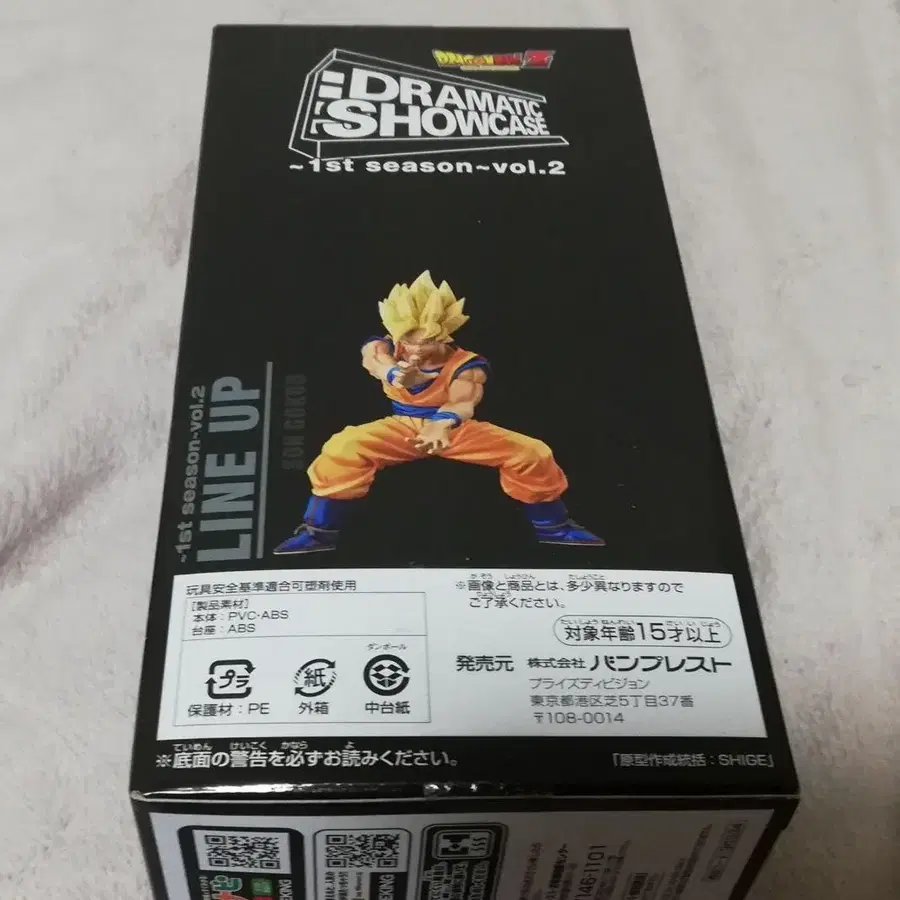 DRAGONBALL Z
DRAMATIC
SHOWCASE
~1st season~vol.2
~1st season~vol.2
LINE UP
SON GOKU
玩具安全基準適合可塑剤使用
[製品素材]
本体：PVC・ABS
台座：ABS
プラ
保護材：PE
紙
外箱
ダンボール
中台紙
※画像と商品とは、多少異なりますので
ご了承ください。
対象年齢15才以上
発売元 株式会社 バンプレスト
プライズディビジョン
東京都港区芝5丁目37番
〒108-0014
※底面の警告を必ずお読みください。
「原型作成統括：SHIGE」